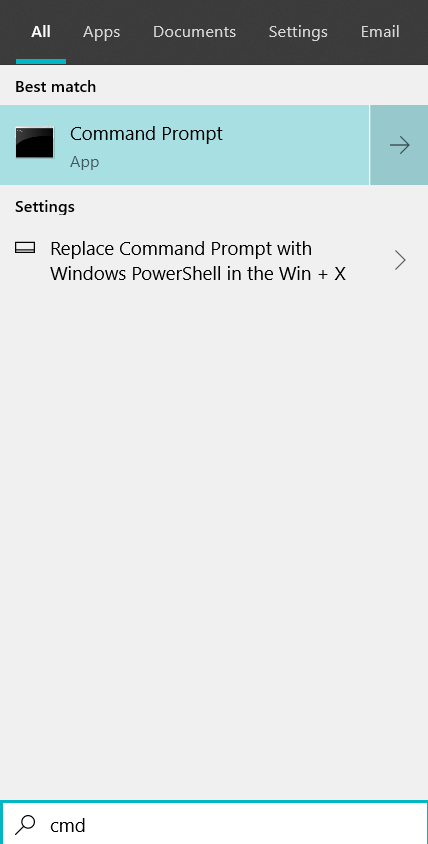 All Apps Documents Settings Email
Best match
Command Prompt
App
Settings
Replace Command Prompt with
Windows PowerShell in the Win + X
cmd